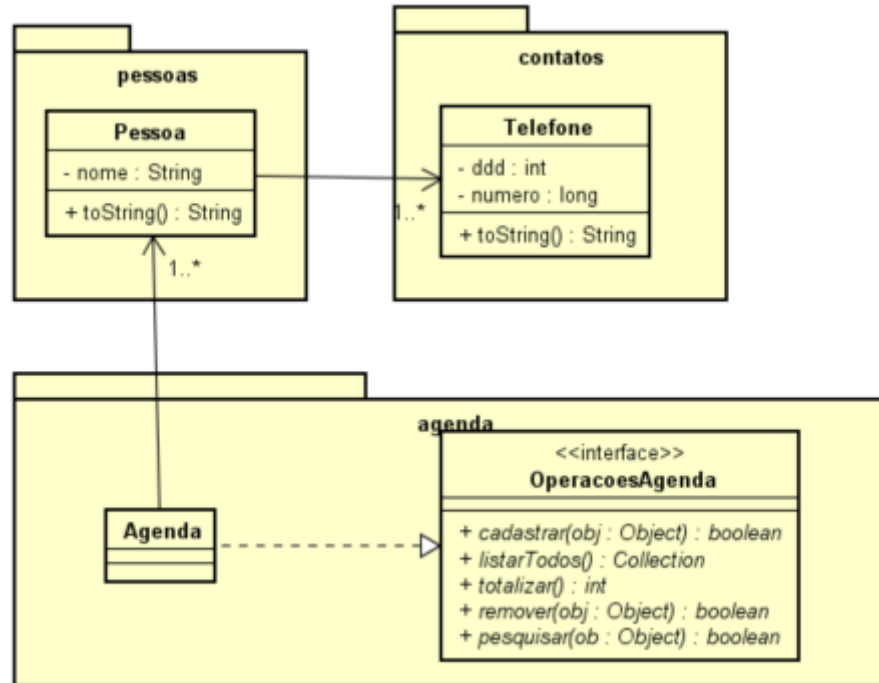 pessoas
Pessoa
- nome : String
+ toString() : String
1..*
contatos
Telefone
- ddd : int
- numero : long
+ toString() : String
1..*
agenda
Agenda
<<interface>>
OperacoesAgenda
+ cadastrar(obj : Object) : boolean
+ listarTodos() : Collection
+ totalizar() : int
+ remover(obj : Object) : boolean
+ pesquisar(ob : Object) : boolean